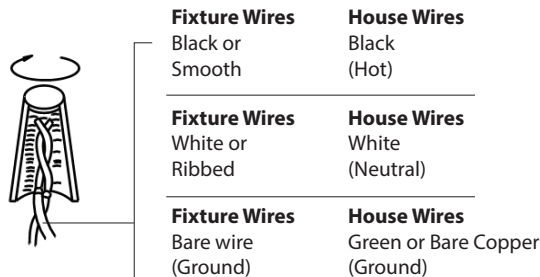 Fixture Wires House Wires
Black or Black
Smooth (Hot)
Fixture Wires House Wires
White or White
Ribbed (Neutral)
Fixture Wires House Wires
Bare wire Green or Bare Copper
(Ground) (Ground)